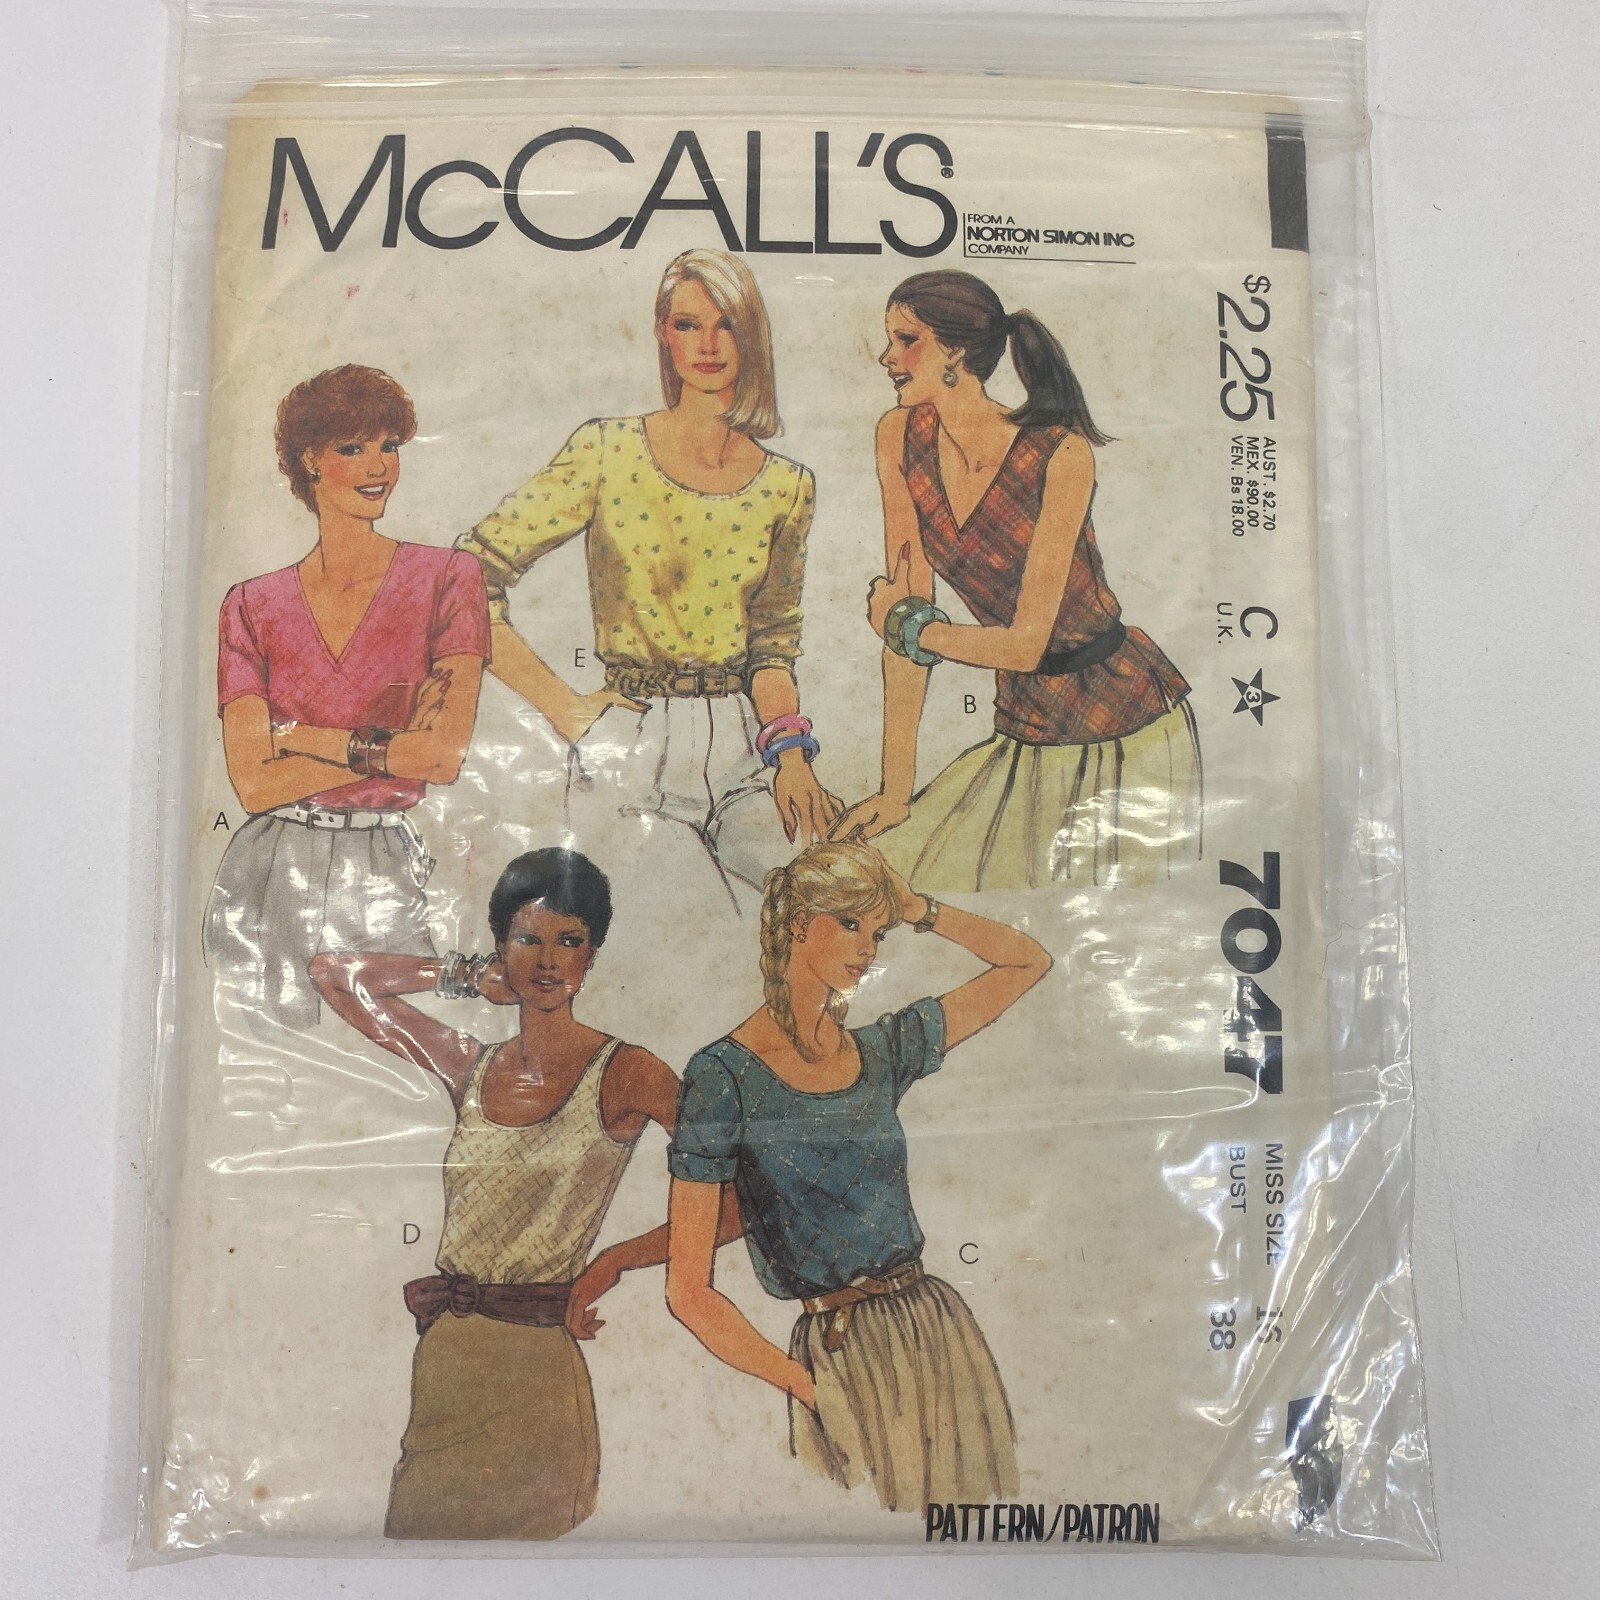 McCALL'S®
FROM A
NORTON SIMON INC
COMPANY
$2.25
AUST. $2.70
MEX. $90.00
VEN. Bs 18.00
C
U.K.
3
7047
MISS SIZE 16
BUST 38
E
B
A
D
C
PATTERN/PATRON